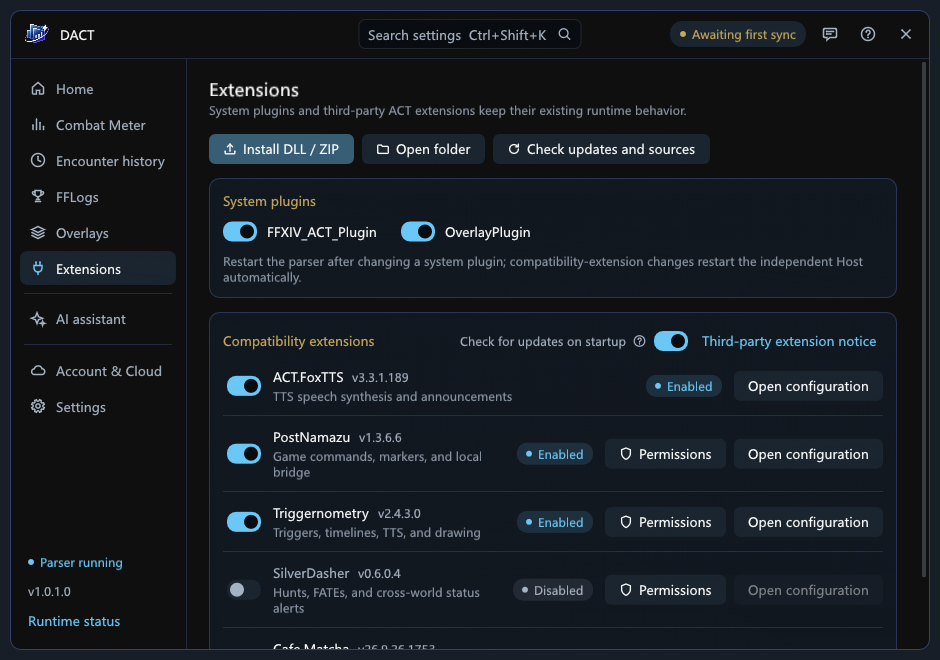 DACT
Search settings Ctrl+Shift+K
Awaiting first sync
Home
Combat Meter
Encounter history
FFLogs
Overlays
Extensions
AI assistant
Account & Cloud
Settings
Parser running
v1.0.1.0
Runtime status
Extensions
System plugins and third-party ACT extensions keep their existing runtime behavior.
Install DLL / ZIP
Open folder
Check updates and sources
System plugins
FFXIV_ACT_Plugin
OverlayPlugin
Restart the parser after changing a system plugin; compatibility-extension changes restart the independent Host
automatically.
Compatibility extensions
Check for updates on startup
Third-party extension notice
ACT.FoxTTS v3.3.1.189
TTS speech synthesis and announcements
Enabled
Open configuration
PostNamazu v1.3.6.6
Game commands, markers, and local
bridge
Enabled
Permissions
Open configuration
Triggernometry v2.4.3.0
Triggers, timelines, TTS, and drawing
Enabled
Permissions
Open configuration
SilverDasher v0.6.0.4
Hunts, FATEs, and cross-world status
alerts
Disabled
Permissions
Open configuration
Cafe.Matcha v26.9.26.1753